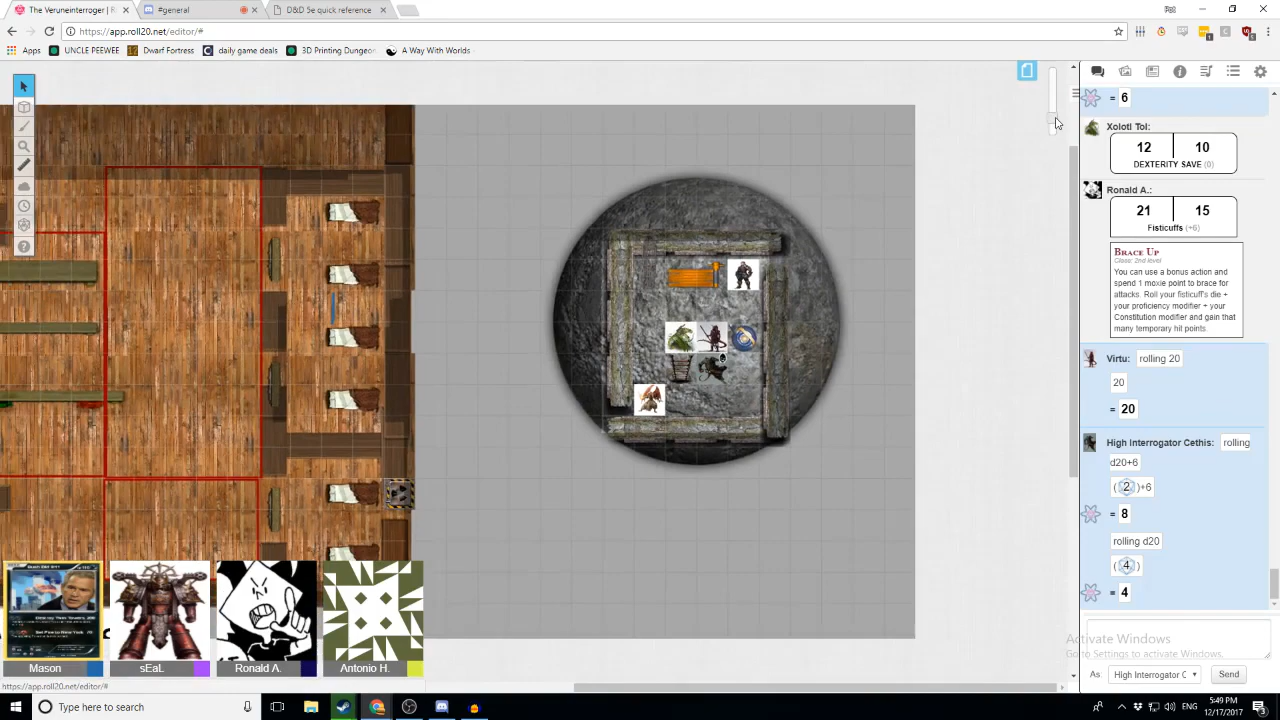 The Veruneinterroger | Ro
#general
D&D 5e quick reference
https://app.roll20.net/editor/#
Apps
UNCLE PEEWEE
Dwarf Fortress
daily game deals
3D Printing Dungeon
A Way With Words
= 6
Xolotl Tol:
12 10
DEXTERITY SAVE (0)
Ronald A.:
21 15
Fisticuffs (+6)
BRACE UP
Class: 2nd level
You can use a bonus action and
spend 1 moxie point to brace for
attacks. Roll your fisticuff's die +
your proficiency modifier + your
Constitution modifier and gain that
many temporary hit points.
Virtu: rolling 20
20
= 20
High Interrogator Cethis: rolling
d20+6
(2)+6
= 8
rolling d20
(4)
= 4
Mason
sEaL
Ronald A.
Antonio H.
Activate Windows
Go to Settings to activate Windows.
As: High Interrogator C Send
https://app.roll20.net/editor/#
Type here to search
5:49 PM
12/17/2017
3